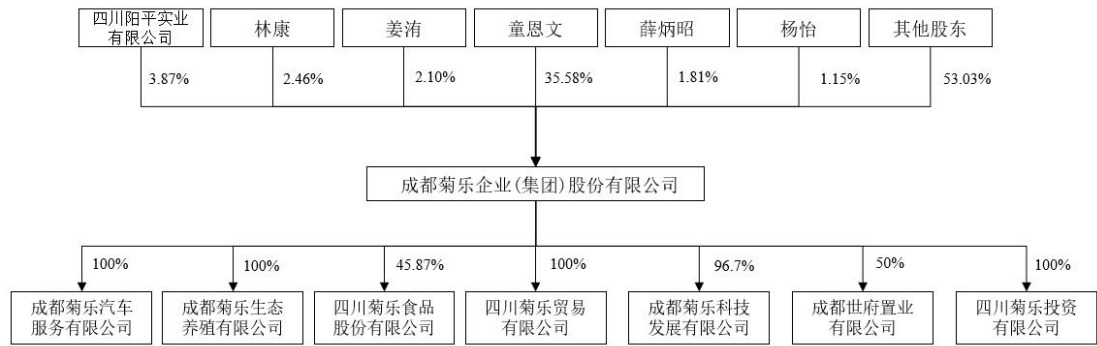 四川阳平实业
有限公司
林康
姜洧
童恩文
薛炳昭
杨怡
其他股东
3.87%
2.46%
2.10%
35.58%
1.81%
1.15%
53.03%
成都菊乐企业(集团)股份有限公司
100%
100%
45.87%
100%
96.7%
50%
100%
成都菊乐汽车
服务有限公司
成都菊乐生态
养殖有限公司
四川菊乐食品
股份有限公司
四川菊乐贸易
有限公司
成都菊乐科技
发展有限公司
成都世府置业
有限公司
四川菊乐投资
有限公司